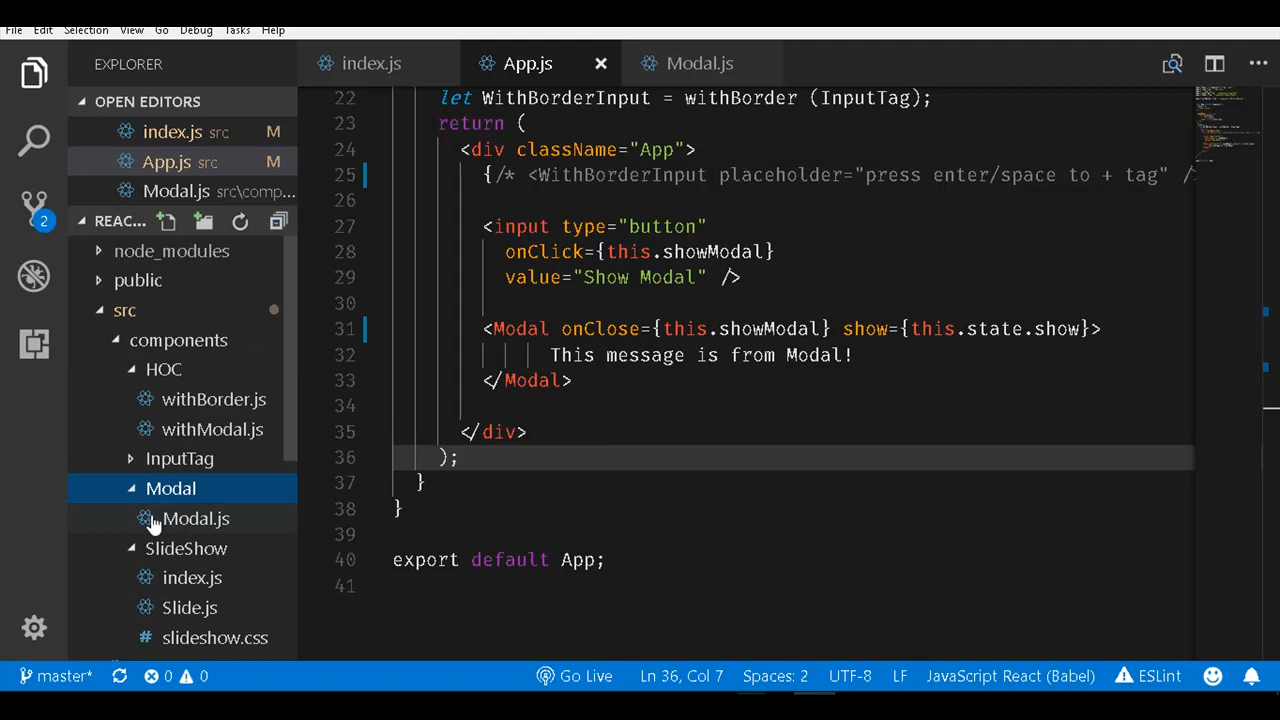 File Edit Selection View Go Debug Tasks Help
EXPLORER
OPEN EDITORS
index.js src M
App.js src M
Modal.js src\comp...
REAC...
node_modules
public
src
components
HOC
withBorder.js
withModal.js
InputTag
Modal
Modal.js
SlideShow
index.js
Slide.js
# slideshow.css
2
index.js App.js × Modal.js
22 let WithBorderInput = withBorder (InputTag);
23 return (
24 <div className="App">
25 {/* <WithBorderInput placeholder="press enter/space to + tag" /
26
27 <input type="button"
28 onClick={this.showModal}
29 value="Show Modal" />
30
31 <Modal onClose={this.showModal} show={this.state.show}>
32 This message is from Modal!
33 </Modal>
34
35 </div>
36 );
37 }
38 }
39
40 export default App;
41
master* 0 0 Go Live Ln 36, Col 7 Spaces: 2 UTF-8 LF JavaScript React (Babel) ESLint